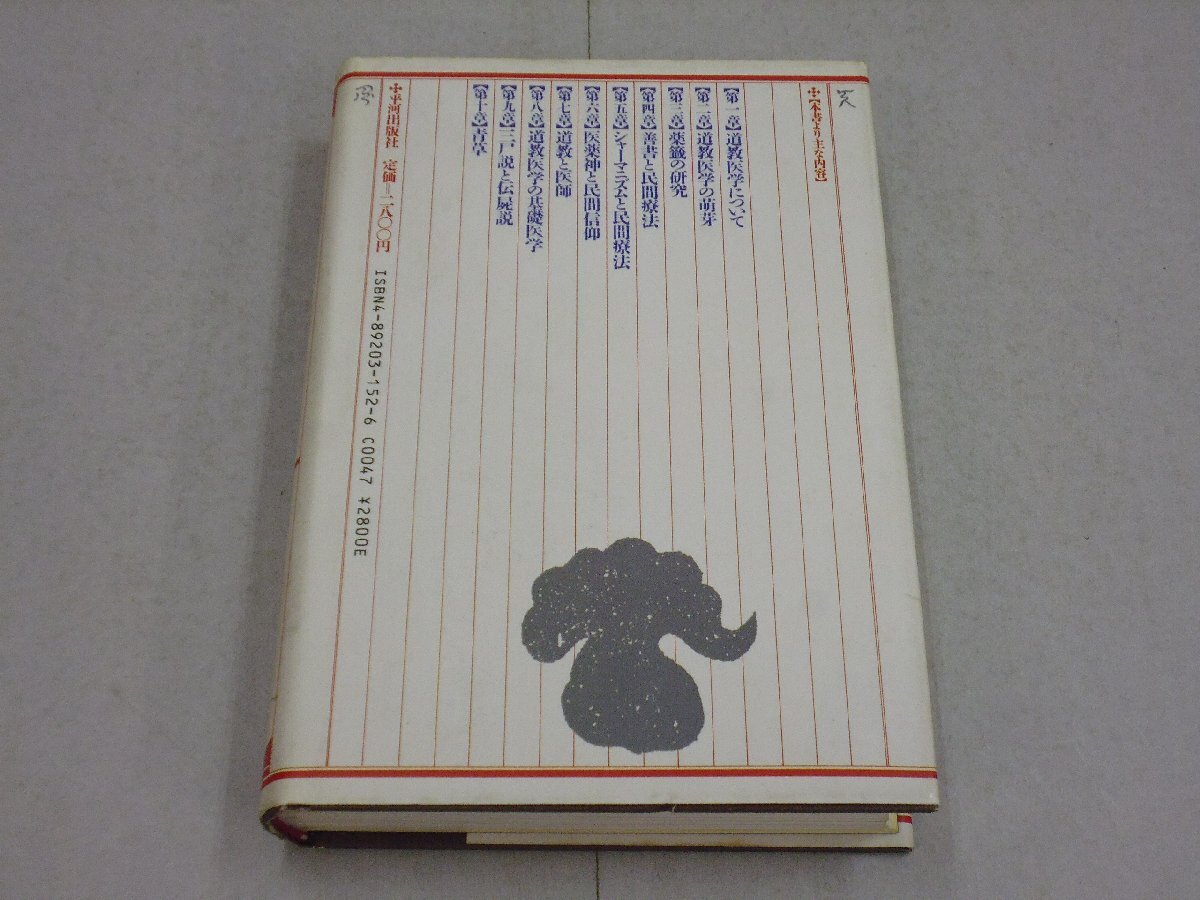 ✣【本書より主な内容】
【第一章】道教医学について
【第二章】道教医学の萌芽
【第三章】薬籤の研究
【第四章】善書と民間療法
【第五章】シャーマニズムと民間療法
【第六章】医薬神と民間信仰
【第七章】道教と医師
【第八章】道教医学の基礎医学
【第九章】三尸説と伝屍説
【第十章】青草
✣平河出版社 定価=二八〇〇円
ISBN4-89203-152-6 C0047 ¥2800E